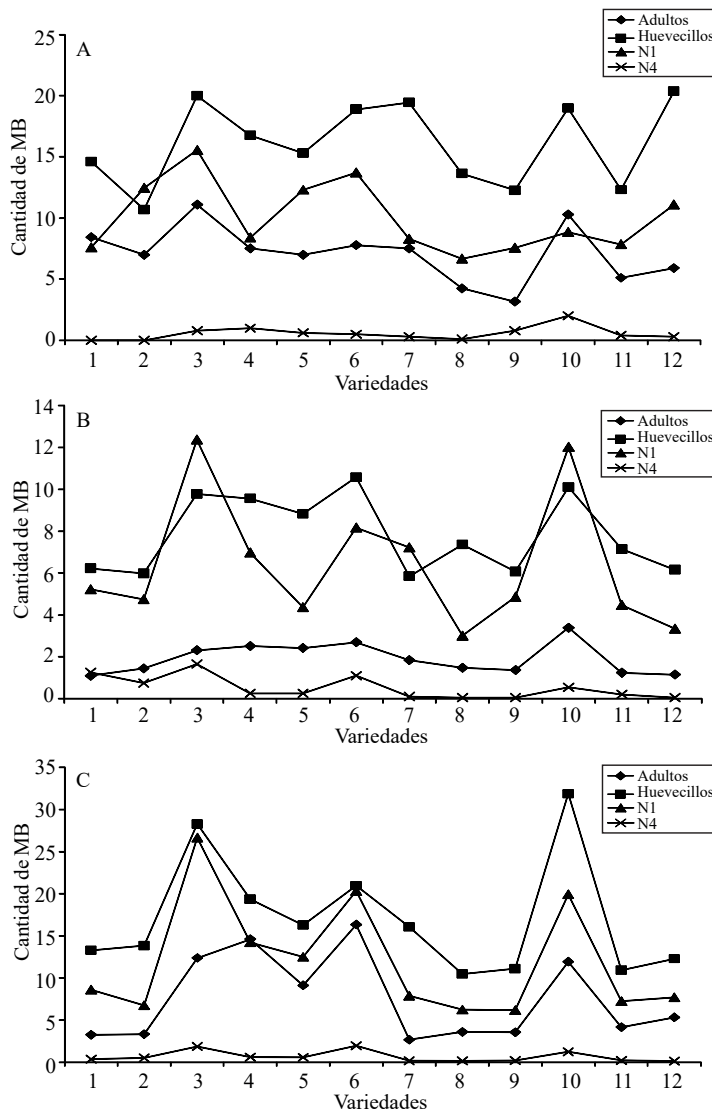 A
Adultos
Huevecillos
N1
N4
Cantidad de MB
25
20
15
10
5
0
1 2 3 4 5 6 7 8 9 10 11 12
Variedades
B
Adultos
Huevecillos
N1
N4
Cantidad de MB
14
12
10
8
6
4
2
0
1 2 3 4 5 6 7 8 9 10 11 12
Variedades
C
Adultos
Huevecillos
N1
N4
Cantidad de MB
35
30
25
20
15
10
5
0
1 2 3 4 5 6 7 8 9 10 11 12
Variedades